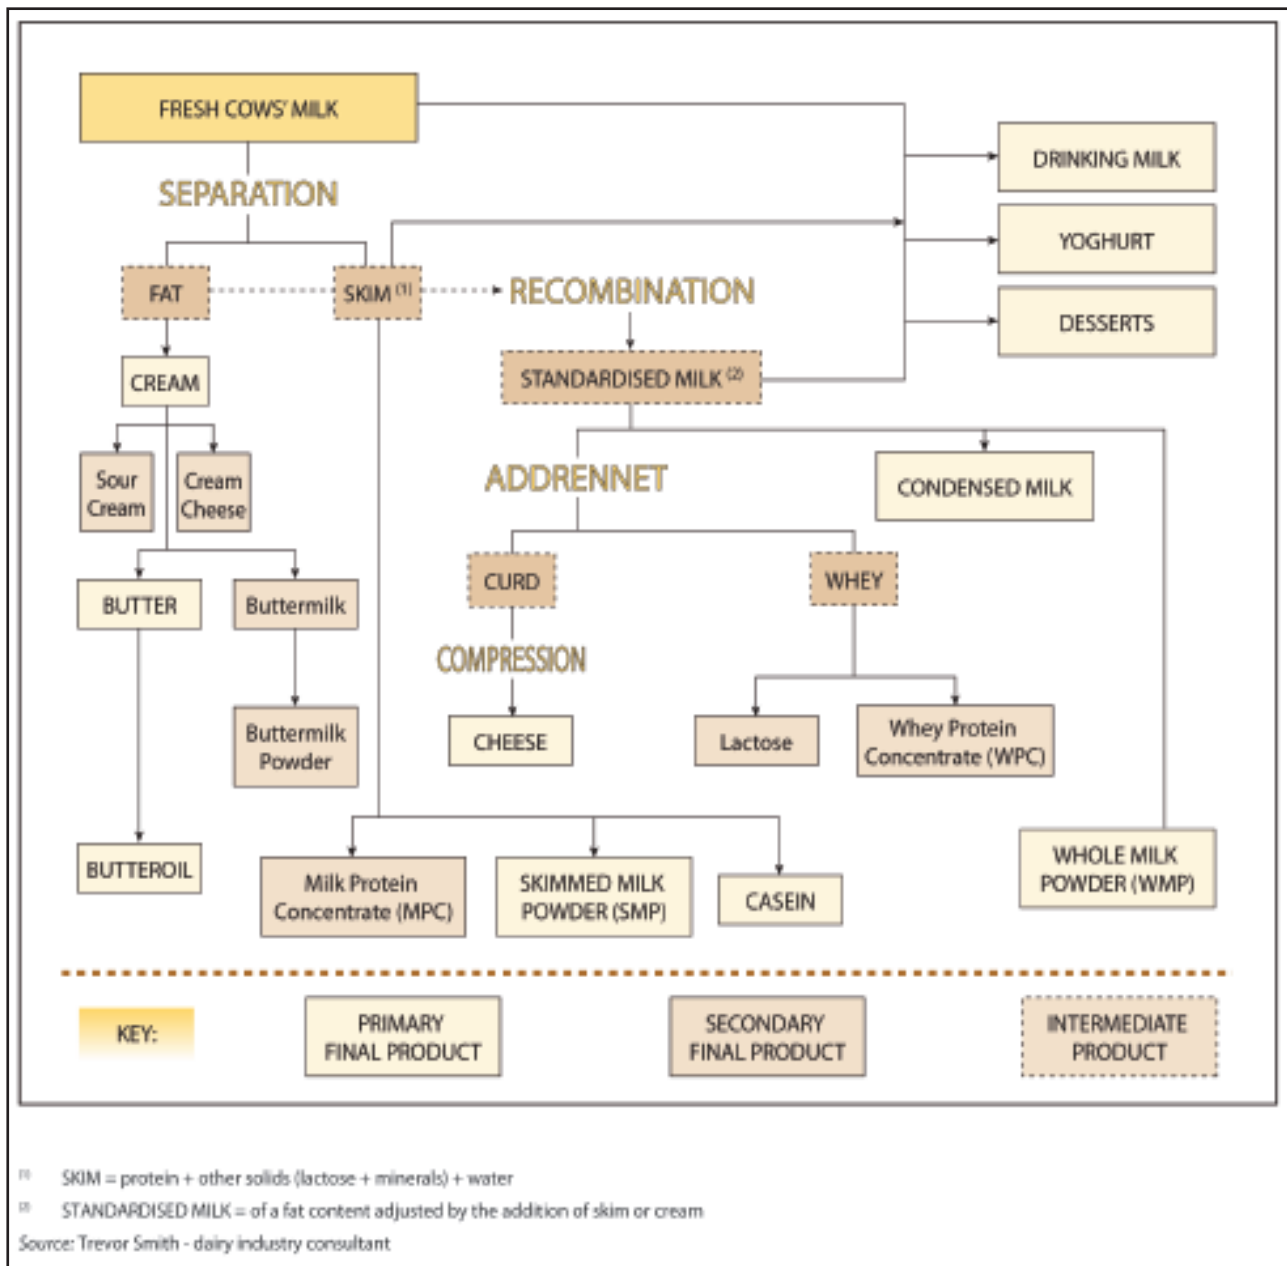 FRESH COWS' MILK
SEPARATION
DRINKING MILK
YOGHURT
DESSERTS
FAT
SKIM (1)
RECOMBINATION
STANDARDISED MILK (2)
CREAM
Sour
Cream
Cream
Cheese
ADDRENNET
CONDENSED MILK
BUTTER
Buttermilk
CURD
WHEY
COMPRESSION
Buttermilk
Powder
CHEESE
Lactose
Whey Protein
Concentrate (WPC)
BUTTEROIL
Milk Protein
Concentrate (MPC)
SKIMMED MILK
POWDER (SMP)
CASEIN
WHOLE MILK
POWDER (WMP)
KEY:
PRIMARY
FINAL PRODUCT
SECONDARY
FINAL PRODUCT
INTERMEDIATE
PRODUCT
(1) SKIM = protein + other solids (lactose + minerals) + water
(2) STANDARDISED MILK = of a fat content adjusted by the addition of skim or cream
Source: Trevor Smith - dairy industry consultant